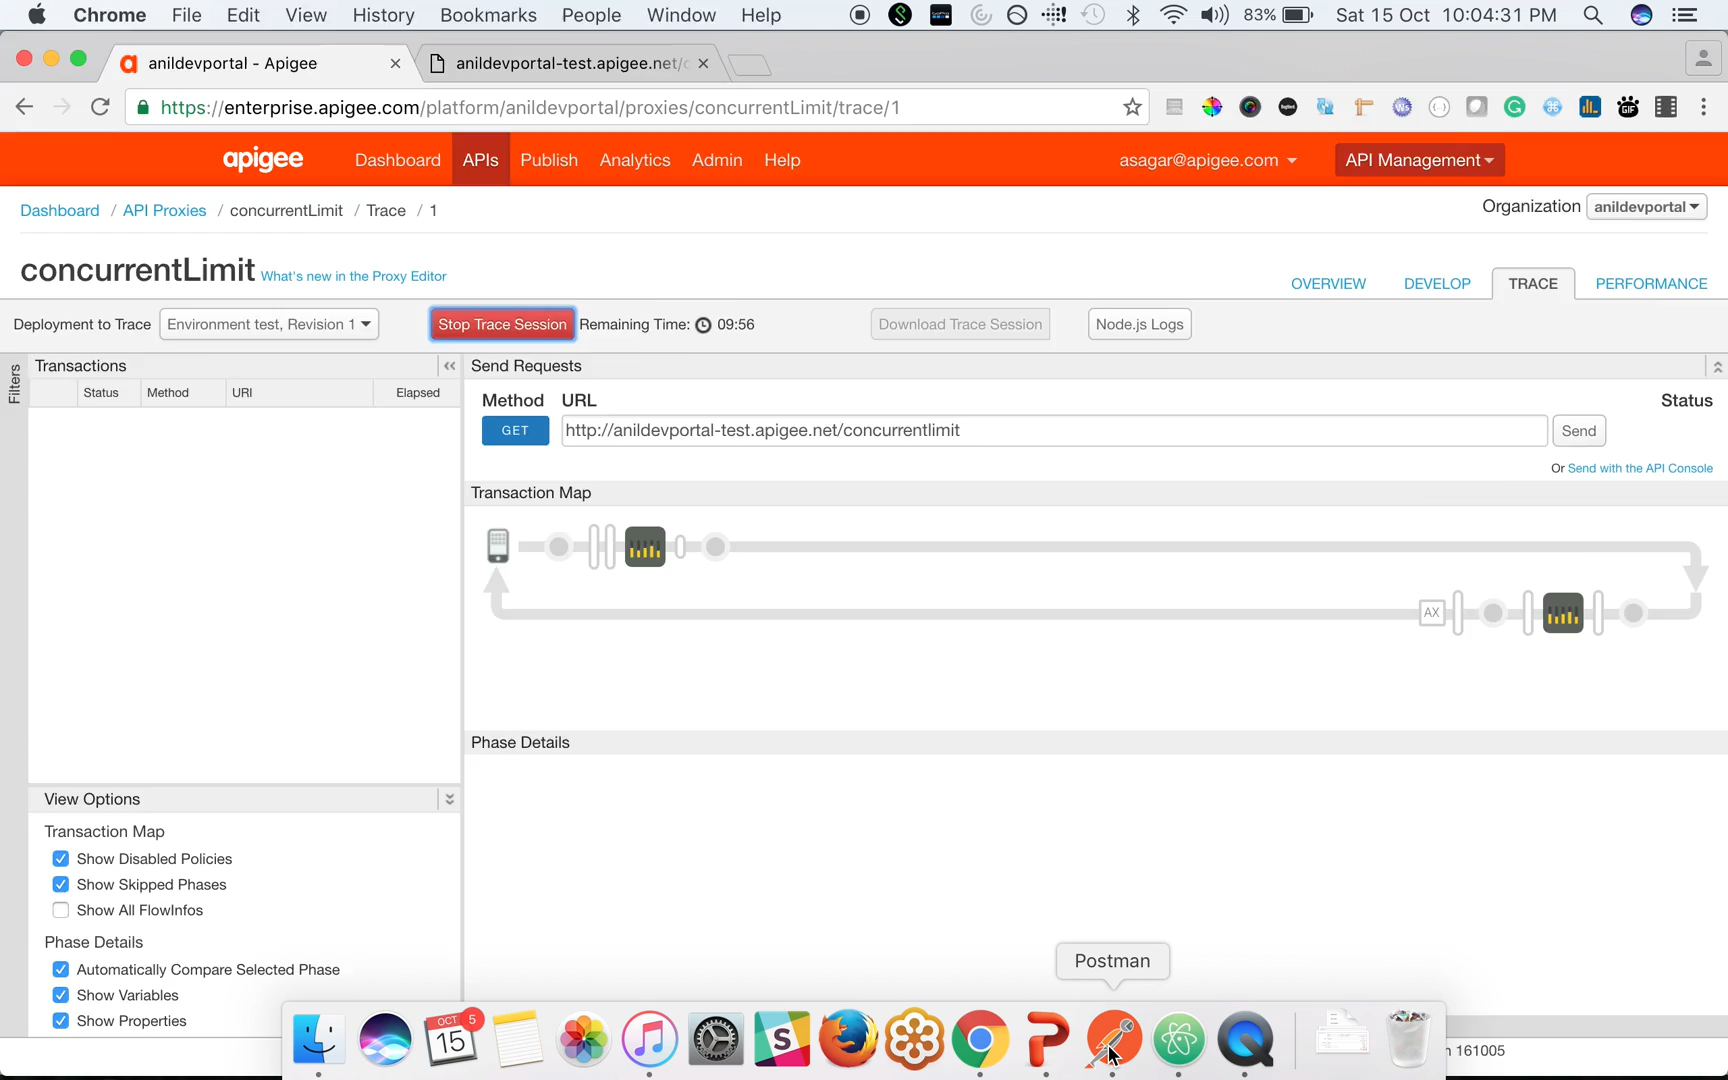 Chrome File Edit View History Bookmarks People Window Help 83% Sat 15 Oct 10:04:31 PM
anildevportal - Apigee anildevportal-test.apigee.net/
https://enterprise.apigee.com/platform/anildevportal/proxies/concurrentLimit/trace/1
apigee Dashboard APIs Publish Analytics Admin Help asagar@apigee.com API Management
Dashboard / API Proxies / concurrentLimit / Trace / 1 Organization anildevportal
concurrentLimit What's new in the Proxy Editor OVERVIEW DEVELOP TRACE PERFORMANCE
Deployment to Trace Environment test, Revision 1 Stop Trace Session Remaining Time: 09:56 Download Trace Session Node.js Logs
Filters
Transactions
Status Method URI Elapsed
Send Requests
Method URL Status
GET http://anildevportal-test.apigee.net/concurrentlimit Send
Or Send with the API Console
Transaction Map
AX
Phase Details
View Options
Transaction Map
Show Disabled Policies
Show Skipped Phases
Show All FlowInfos
Phase Details
Automatically Compare Selected Phase
Show Variables
Show Properties
Postman
OCT 5
15
161005